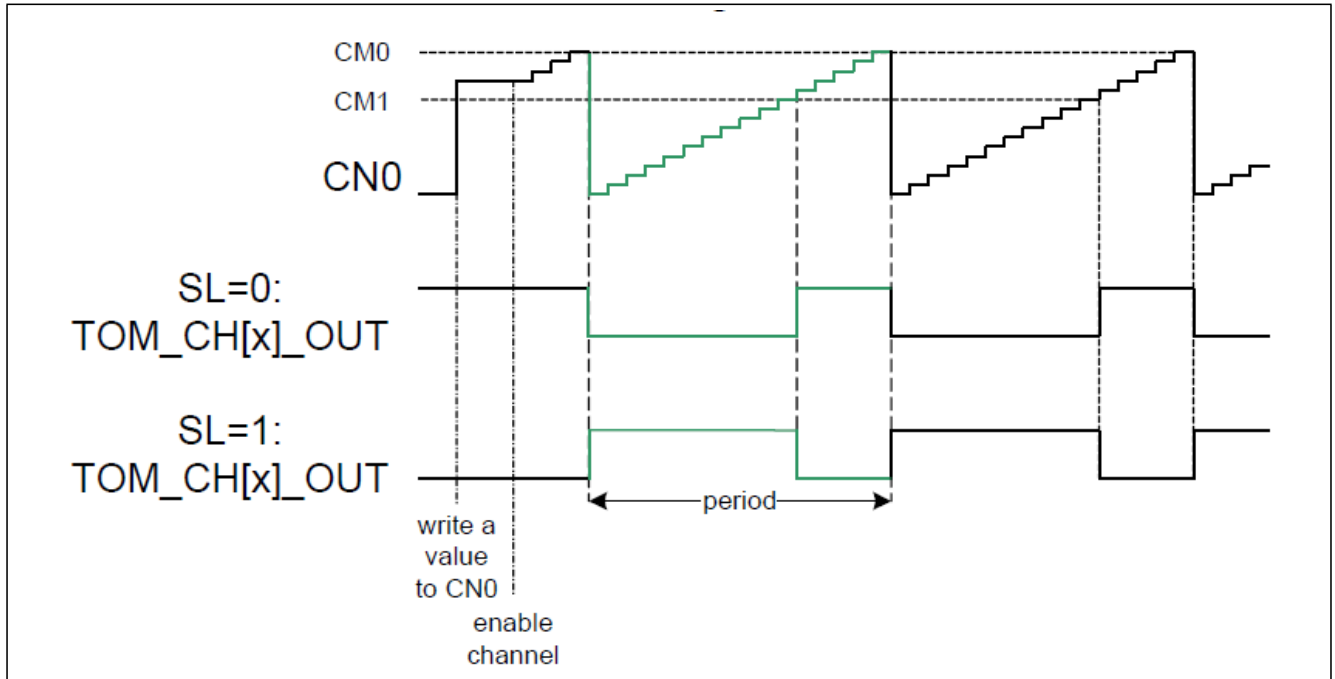 CM0
CM1
CN0
SL=0:
TOM_CH[x]_OUT
SL=1:
TOM_CH[x]_OUT
period
write a
value
to CN0
enable
channel